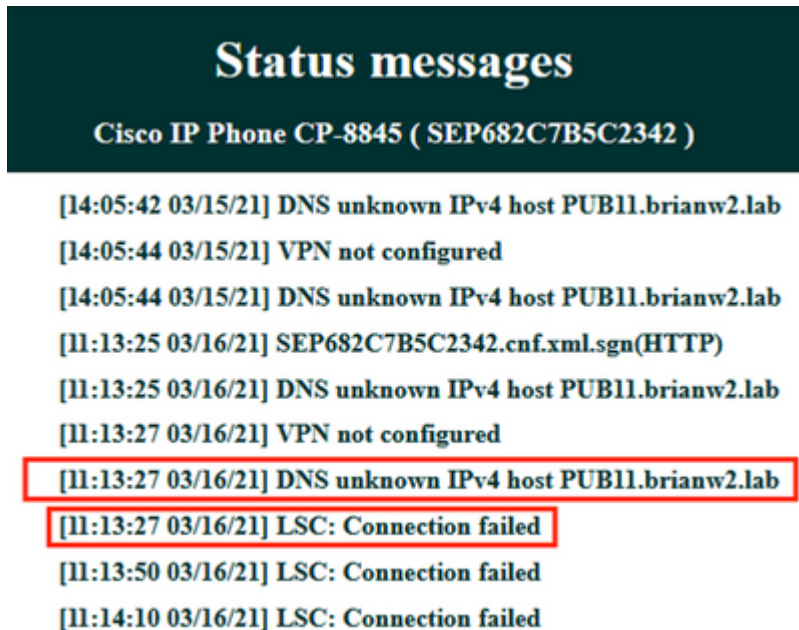 Status messages
Cisco IP Phone CP-8845 ( SEP682C7B5C2342 )
[14:05:42 03/15/21] DNS unknown IPv4 host PUB11.brianw2.lab
[14:05:44 03/15/21] VPN not configured
[14:05:44 03/15/21] DNS unknown IPv4 host PUB11.brianw2.lab
[11:13:25 03/16/21] SEP682C7B5C2342.cnf.xml.sgn(HTTP)
[11:13:25 03/16/21] DNS unknown IPv4 host PUB11.brianw2.lab
[11:13:27 03/16/21] VPN not configured
[11:13:27 03/16/21] DNS unknown IPv4 host PUB11.brianw2.lab
[11:13:27 03/16/21] LSC: Connection failed
[11:13:50 03/16/21] LSC: Connection failed
[11:14:10 03/16/21] LSC: Connection failed